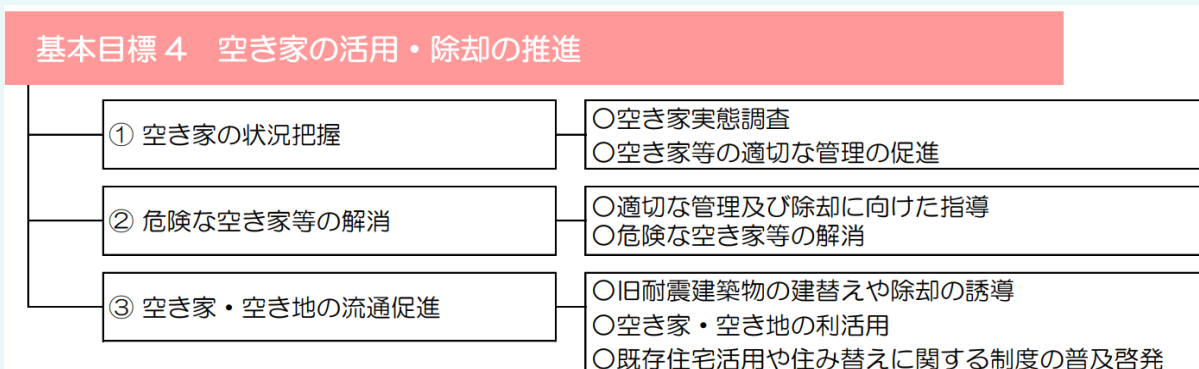 基本目標4 空き家の活用・除却の推進
① 空き家の状況把握
○空き家実態調査
○空き家等の適切な管理の促進
② 危険な空き家等の解消
○適切な管理及び除却に向けた指導
○危険な空き家等の解消
③ 空き家・空き地の流通促進
○旧耐震建築物の建替えや除却の誘導
○空き家・空き地の利活用
○既存住宅活用や住み替えに関する制度の普及啓発